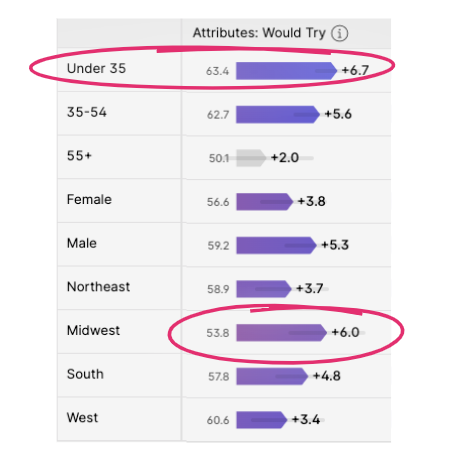 Attributes: Would Try ⓘ
Under 35 63.4 +6.7
35-54 62.7 +5.6
55+ 50.1 +2.0
Female 56.6 +3.8
Male 59.2 +5.3
Northeast 58.9 +3.7
Midwest 53.8 +6.0
South 57.8 +4.8
West 60.6 +3.4